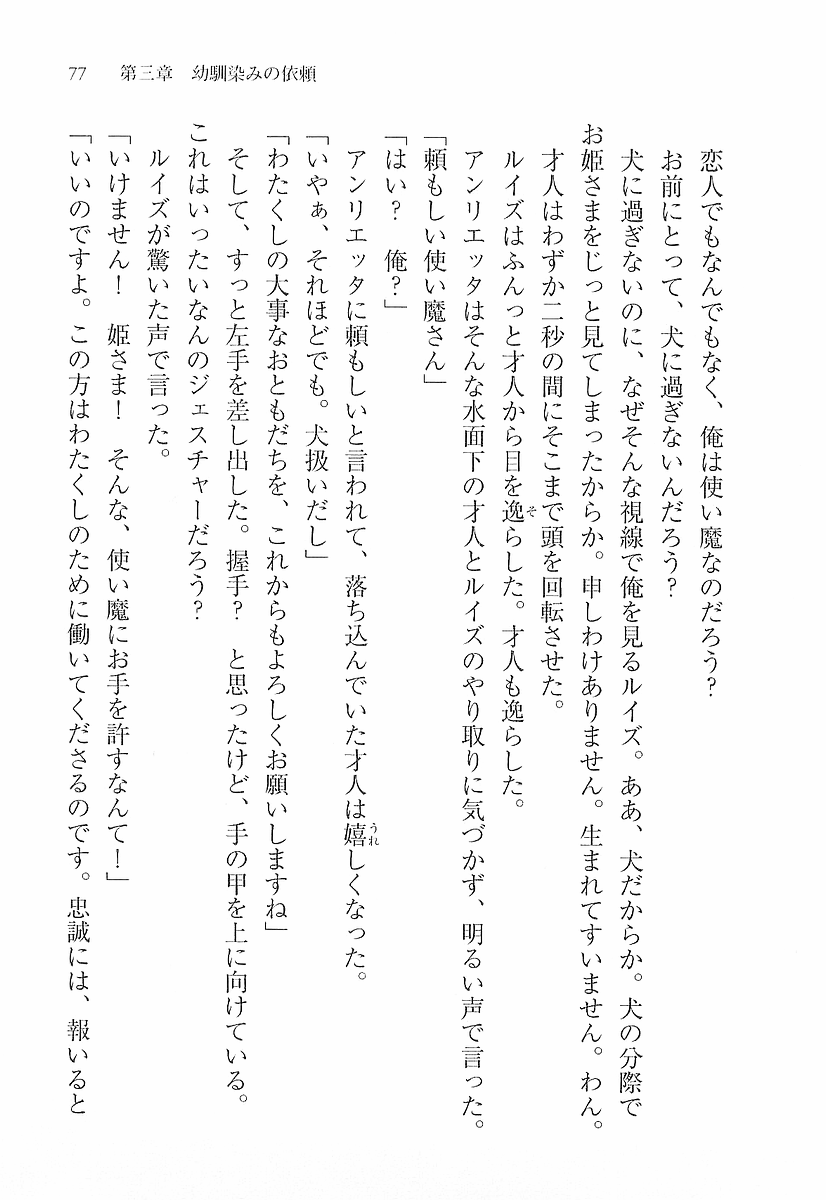 77　第三章　幼馴染みの依頼
恋人でもなんでもなく、俺は使い魔なのだろう?
お前にとって、犬に過ぎないんだろう?
犬に過ぎないのに、なぜそんな視線で俺を見るルイズ。ああ、犬だからか。犬の分際で
お姫さまをじっと見てしまったからか。申しわけありません。生まれてすいません。わん。
才人はわずか二秒の間にそこまで頭を回転させた。
ルイズはふんっと才人から目を逸らした。才人も逸らした。
アンリエッタはそんな水面下の才人とルイズのやり取りに気づかず、明るい声で言った。
「頼もしい使い魔さん」
「はい?　俺?」
アンリエッタに頼もしいと言われて、落ち込んでいた才人は嬉しくなった。
「いやぁ、それほどでも。犬扱いだし」
「わたくしの大事なおともだちを、これからもよろしくお願いしますね」
そして、すっと左手を差し出した。握手?　と思ったけど、手の甲を上に向けている。
これはいったいなんのジェスチャーだろう?
ルイズが驚いた声で言った。
「いけません!　姫さま!　そんな、使い魔にお手を許すなんて!」
「いいのですよ。この方はわたくしのために働いてくださるのです。忠誠には、報いると